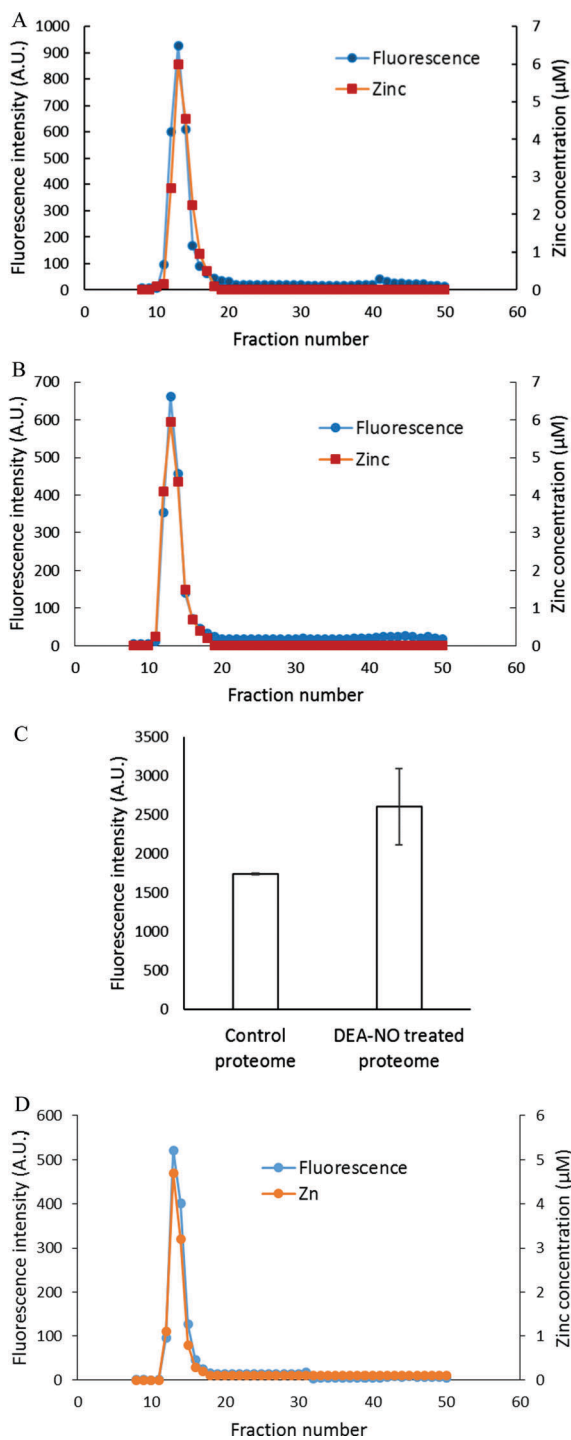 A
Fluorescence intensity (A.U.)
1000
900
800
700
600
500
400
300
200
100
0
Fluorescence
Zinc
7
6
5
4
3
2
1
0
Zinc concentration (µM)
0 10 20 30 40 50 60
Fraction number
B
Fluorescence intensity (A.U.)
700
600
500
400
300
200
100
0
Fluorescence
Zinc
7
6
5
4
3
2
1
0
Zinc concentration (µM)
0 10 20 30 40 50 60
Fraction number
C
Fluorescence intensity (A.U.)
3500
3000
2500
2000
1500
1000
500
0
Control
proteome
DEA-NO treated
proteome
D
Fluorescence intensity (A.U.)
600
500
400
300
200
100
0
Fluorescence
Zn
6
5
4
3
2
1
0
Zinc concentration (µM)
0 10 20 30 40 50 60
Fraction number